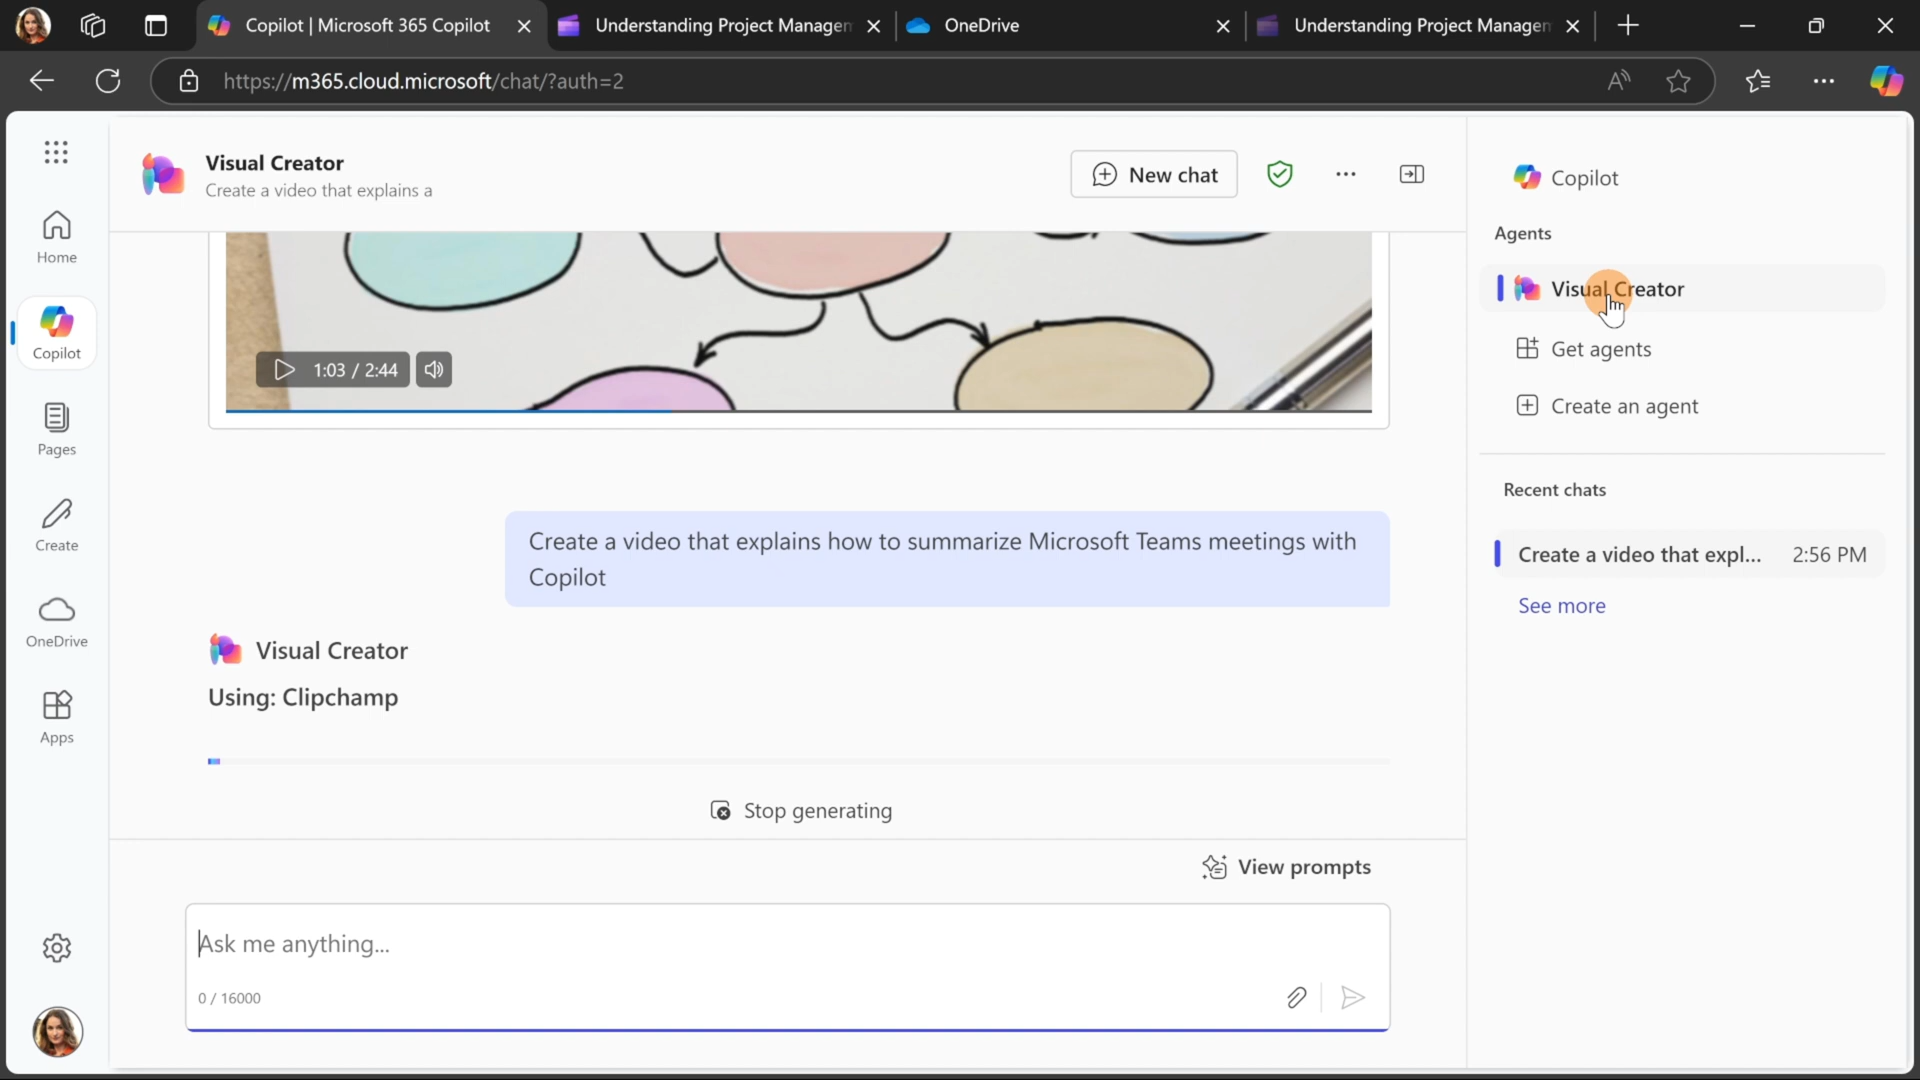 Copilot | Microsoft 365 Copilot
Understanding Project Managem
OneDrive
Understanding Project Managem
https://m365.cloud.microsoft/chat/?auth=2
Visual Creator
Create a video that explains a
New chat
Copilot
Agents
Visual Creator
Get agents
Create an agent
Recent chats
Create a video that expl... 2:56 PM
See more
Home
Copilot
Pages
Create
OneDrive
Apps
1:03 / 2:44
Create a video that explains how to summarize Microsoft Teams meetings with
Copilot
Visual Creator
Using: Clipchamp
Stop generating
View prompts
Ask me anything...
0 / 16000